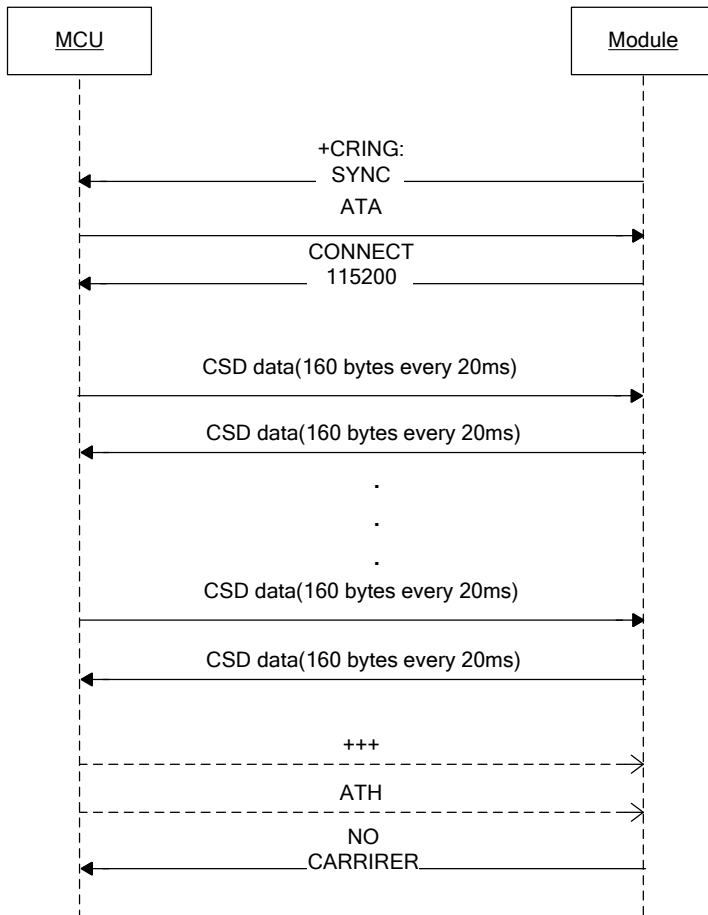 MCU
Module
+CRING:
SYNC
ATA
CONNECT
115200
CSD data(160 bytes every 20ms)
CSD data(160 bytes every 20ms)
.
.
.
CSD data(160 bytes every 20ms)
CSD data(160 bytes every 20ms)
+++
ATH
NO
CARRIRER